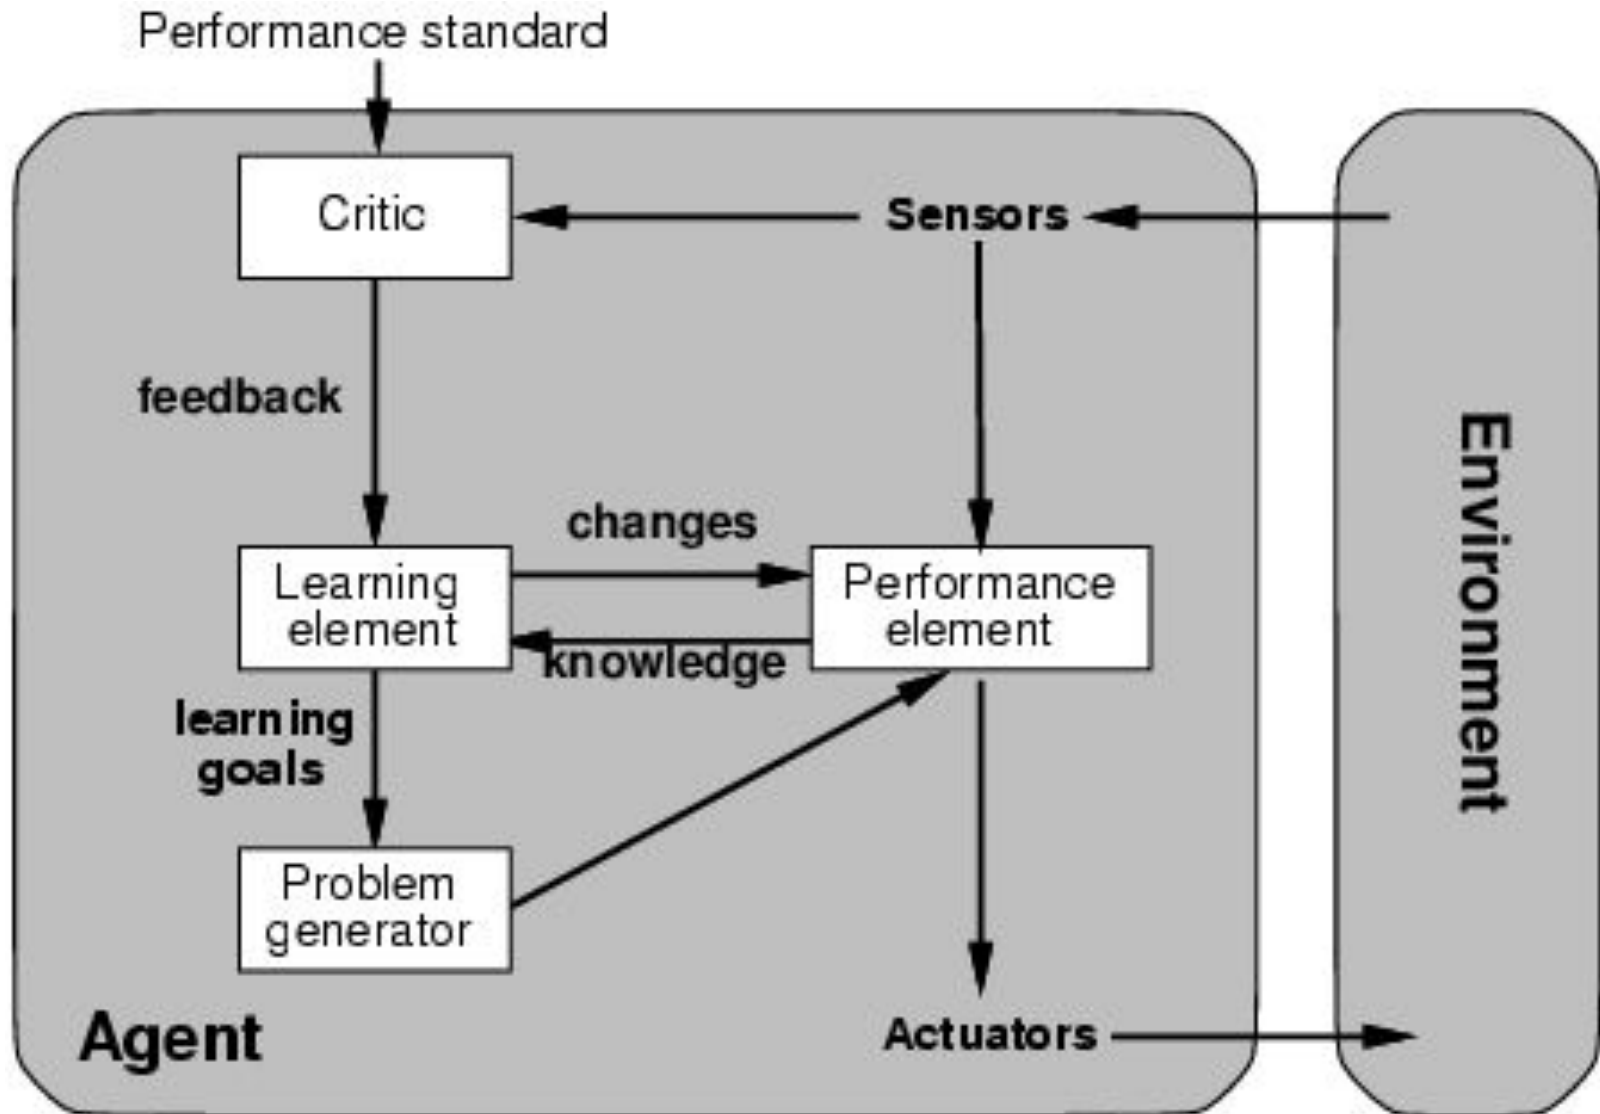 Performance standard
Critic
Sensors
feedback
changes
Learning
element
Performance
element
knowledge
learning
goals
Problem
generator
Agent
Actuators
Environment